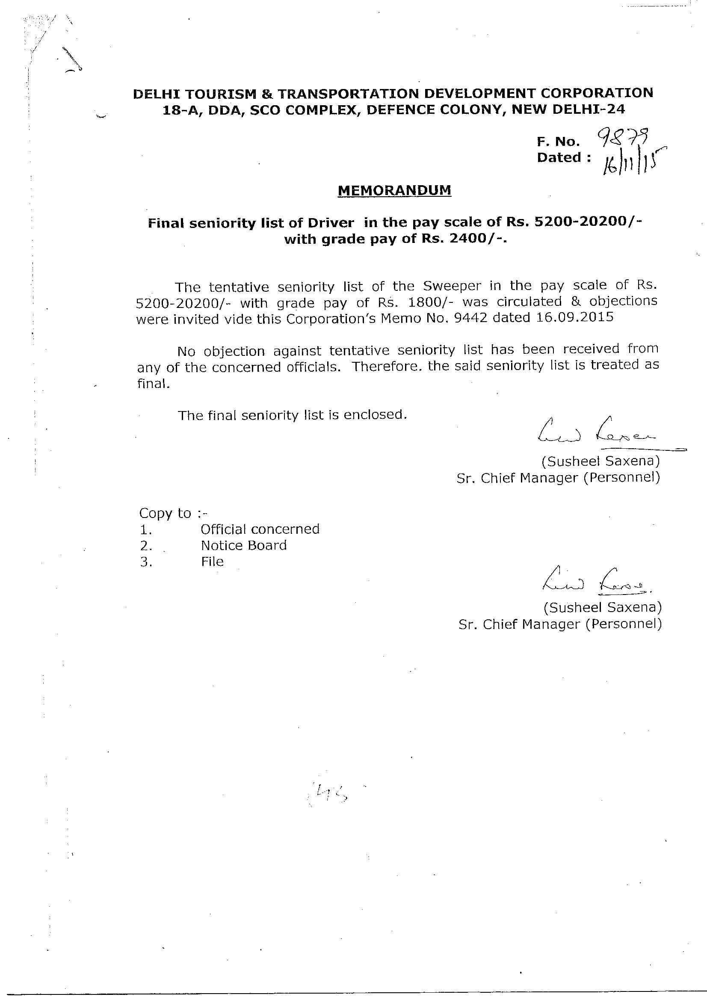 DELHI TOURISM & TRANSPORTATION DEVELOPMENT CORPORATION
18-A, DDA, SCO COMPLEX, DEFENCE COLONY, NEW DELHI-24
F. No. 9879
Dated : 16/11/15
MEMORANDUM
Final seniority list of Driver in the pay scale of Rs. 5200-20200/-
with grade pay of Rs. 2400/-.
The tentative seniority list of the Sweeper in the pay scale of Rs.
5200-20200/- with grade pay of Rs. 1800/- was circulated & objections
were invited vide this Corporation's Memo No. 9442 dated 16.09.2015
No objection against tentative seniority list has been received from
any of the concerned officials. Therefore. the said seniority list is treated as
final.
The final seniority list is enclosed.
(Susheel Saxena)
Sr. Chief Manager (Personnel)
Copy to :-
1. Official concerned
2. Notice Board
3. File
(Susheel Saxena)
Sr. Chief Manager (Personnel)